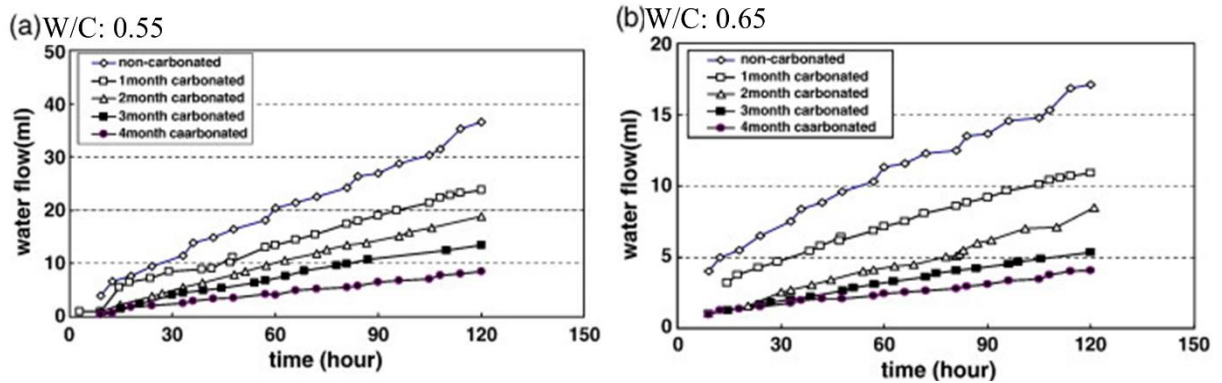 (a)W/C: 0.55
50
40
30
20
10
0
non-carbonated
1month carbonated
2month carbonated
3month carbonated
4month caarbonated
water flow(ml)
0 30 60 90 120 150
time (hour)
(b)W/C: 0.65
20
15
10
5
0
non-carbonated
1month carbonated
2month carbonated
3month carbonated
4month caarbonated
water flow(ml)
0 30 60 90 120 150
time (hour)